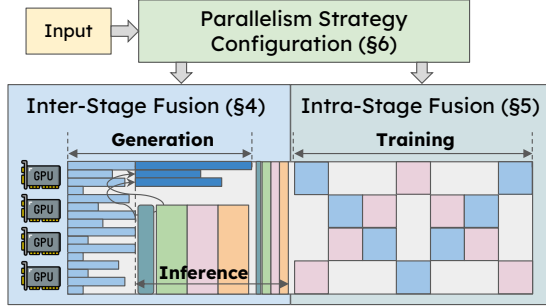 Input
Parallelism Strategy
Configuration (§6)
Inter-Stage Fusion (§4)
Intra-Stage Fusion (§5)
Generation
Training
GPU
GPU
GPU
GPU
Inference